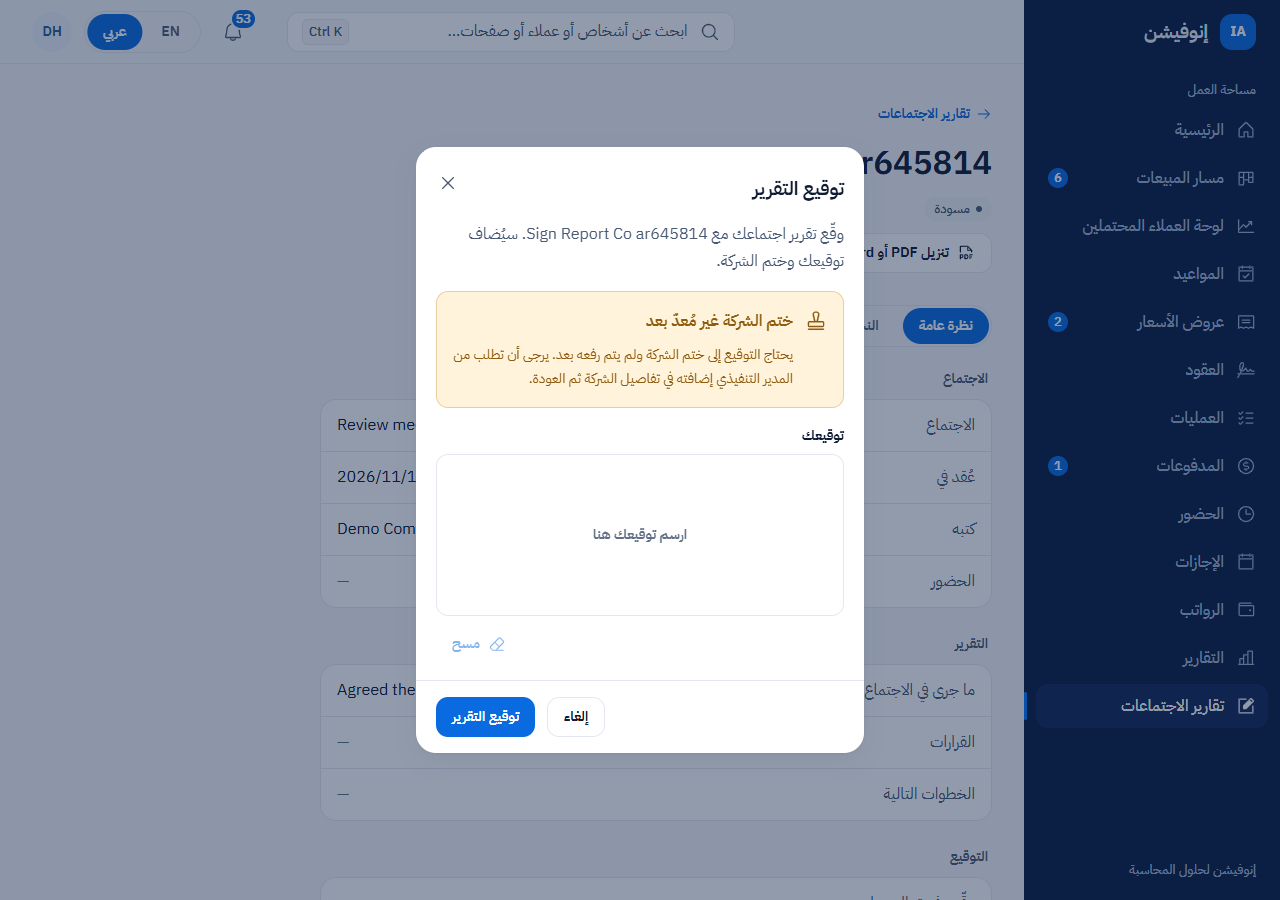 IA
إنوفيشن
مساحة العمل
الرئيسية
مسار المبيعات
6
لوحة العملاء المحتملين
المواعيد
عروض الأسعار
2
العقود
العمليات
المدفوعات
1
الحضور
الإجازات
الرواتب
التقارير
تقارير الاجتماعات
إنوفيشن لحلول المحاسبة
ابحث عن أشخاص أو عملاء أو صفحات...
Ctrl K
53
EN
عربي
DH
تقارير الاجتماعات
r645814
مسودة
تنزيل PDF أو
نظرة عامة
الاجتماع
الاجتماع
Review me
عُقد في
2026/11/1
كتبه
Demo Com
الحضور
—
التقرير
ما جرى في الاجتماع
Agreed the
القرارات
—
الخطوات التالية
—
التوقيع
توقيع التقرير
وقّع تقرير اجتماعك مع Sign Report Co ar645814. سيُضاف
توقيعك وختم الشركة.
ختم الشركة غير مُعدّ بعد
يحتاج التوقيع إلى ختم الشركة ولم يتم رفعه بعد. يرجى أن تطلب من
المدير التنفيذي إضافته في تفاصيل الشركة ثم العودة.
توقيعك
ارسم توقيعك هنا
مسح
إلغاء
توقيع التقرير